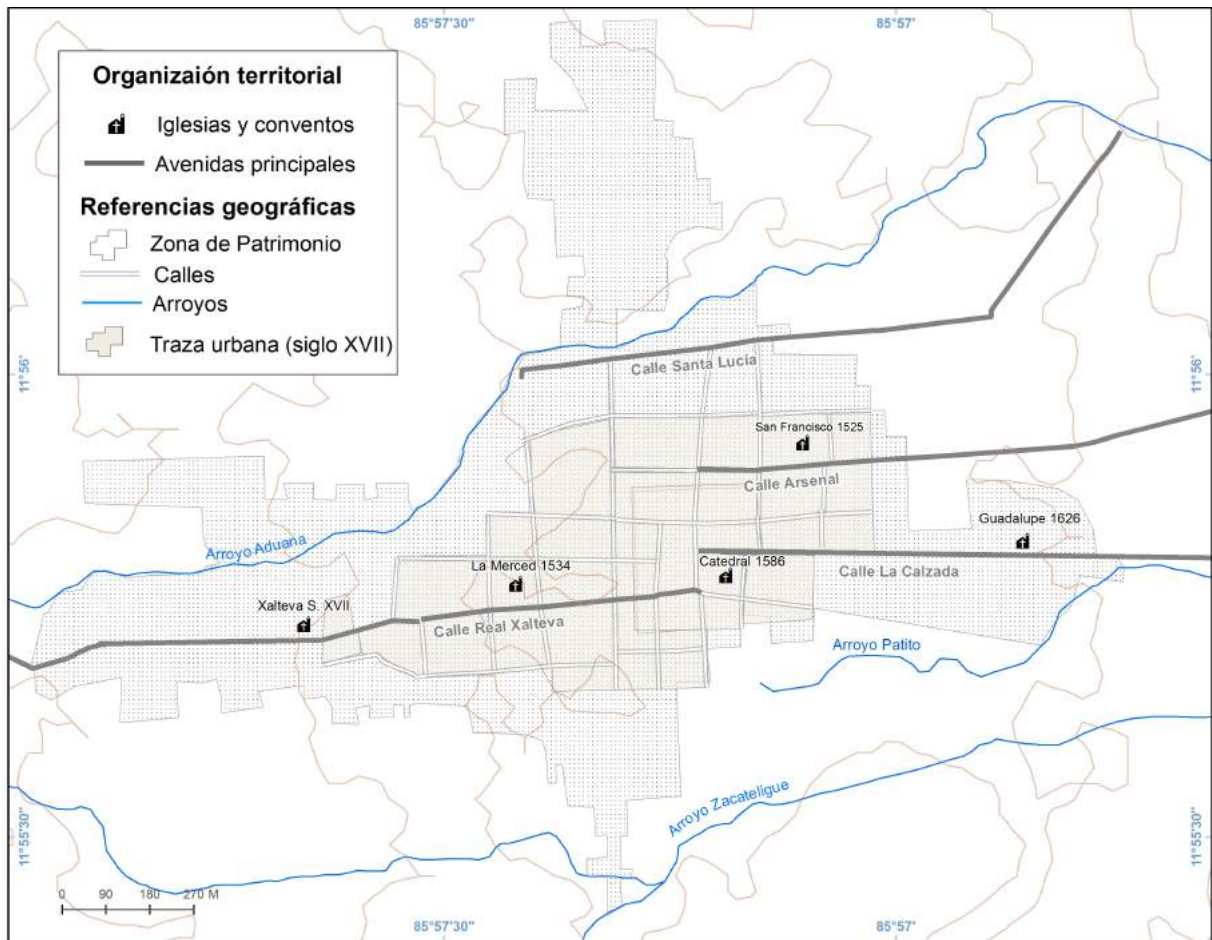 85°57'30"
85°57'
Organizaión territorial
Iglesias y conventos
Avenidas principales
Referencias geográficas
Zona de Patrimonio
Calles
Arroyos
Traza urbana (siglo XVII)
11°56'
11°56'
Calle Santa Lucía
San Francisco 1525
Calle Arsenal
Guadalupe 1626
Arroyo Aduana
La Merced 1534
Catedral 1586
Calle La Calzada
Xalteva S. XVII
Calle Real Xalteva
Arroyo Patito
Arroyo Zacateligue
11°55'30"
11°55'30"
0 90 180 270 M
85°57'30"
85°57'